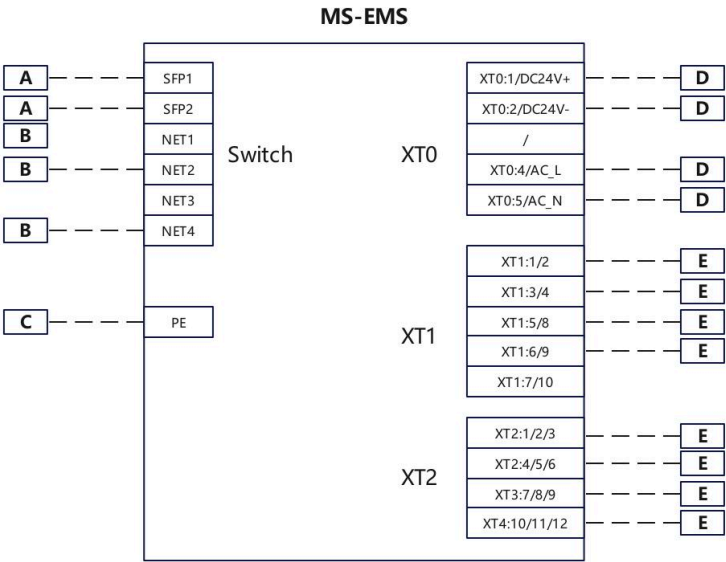 MS-EMS
A
SFP1
A
SFP2
B
NET1
B
NET2
NET3
B
NET4
Switch
C
PE
XT0
XT0:1/DC24V+
D
XT0:2/DC24V-
D
/
XT0:4/AC_L
D
XT0:5/AC_N
D
XT1
XT1:1/2
E
XT1:3/4
E
XT1:5/8
E
XT1:6/9
E
XT1:7/10
XT2
XT2:1/2/3
E
XT2:4/5/6
E
XT3:7/8/9
E
XT4:10/11/12
E